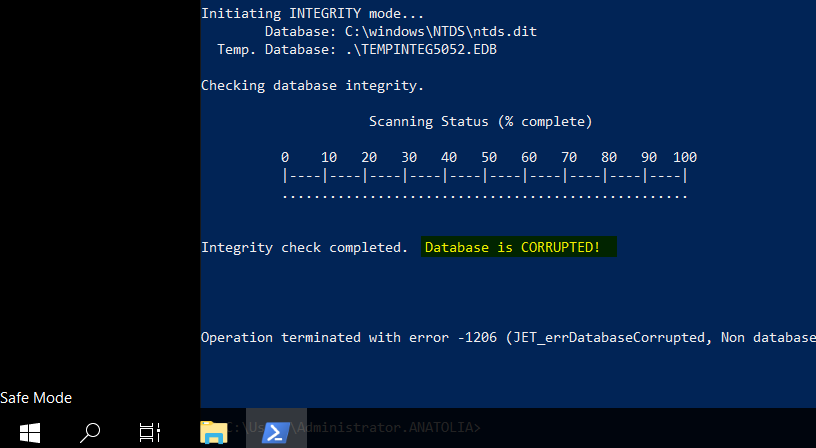 Initiating INTEGRITY mode...
Database: C:\windows\NTDS\ntds.dit
Temp. Database: .\TEMPINTEG5052.EDB
Checking database integrity.
Scanning Status (% complete)
0    10   20   30   40   50   60   70   80   90  100
|----|----|----|----|----|----|----|----|----|----|
...................................................
Integrity check completed.  Database is CORRUPTED!
Operation terminated with error -1206 (JET_errDatabaseCorrupted, Non database
Safe Mode
\Administrator.ANATOLIA>